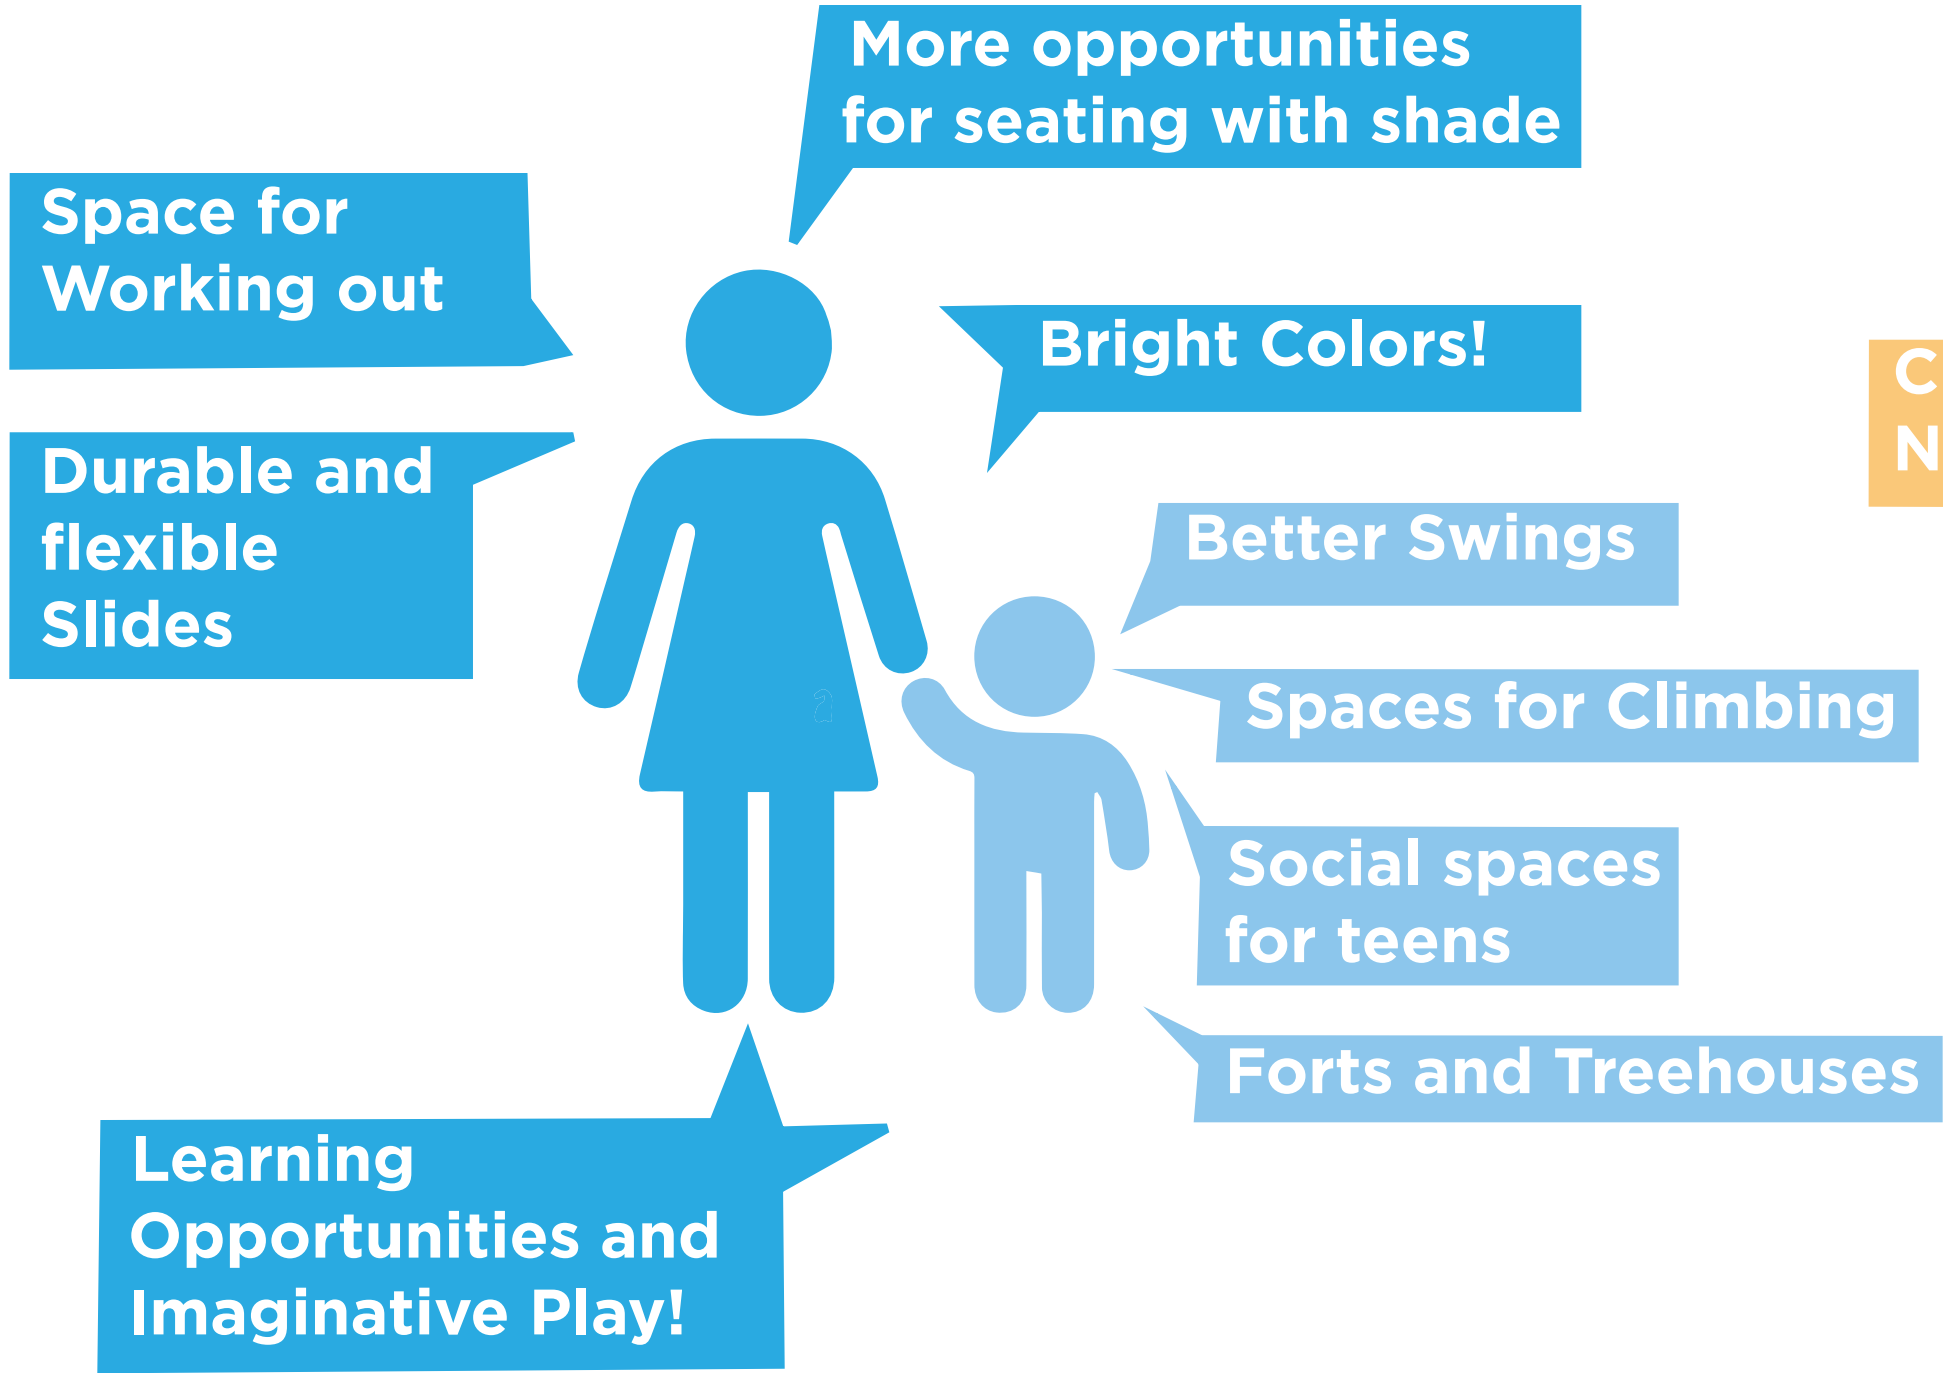 More opportunities
for seating with shade
Space for
Working out
Bright Colors!
Durable and
flexible
Slides
Better Swings
Spaces for Climbing
Social spaces
for teens
Forts and Treehouses
Learning
Opportunities and
Imaginative Play!
C
N